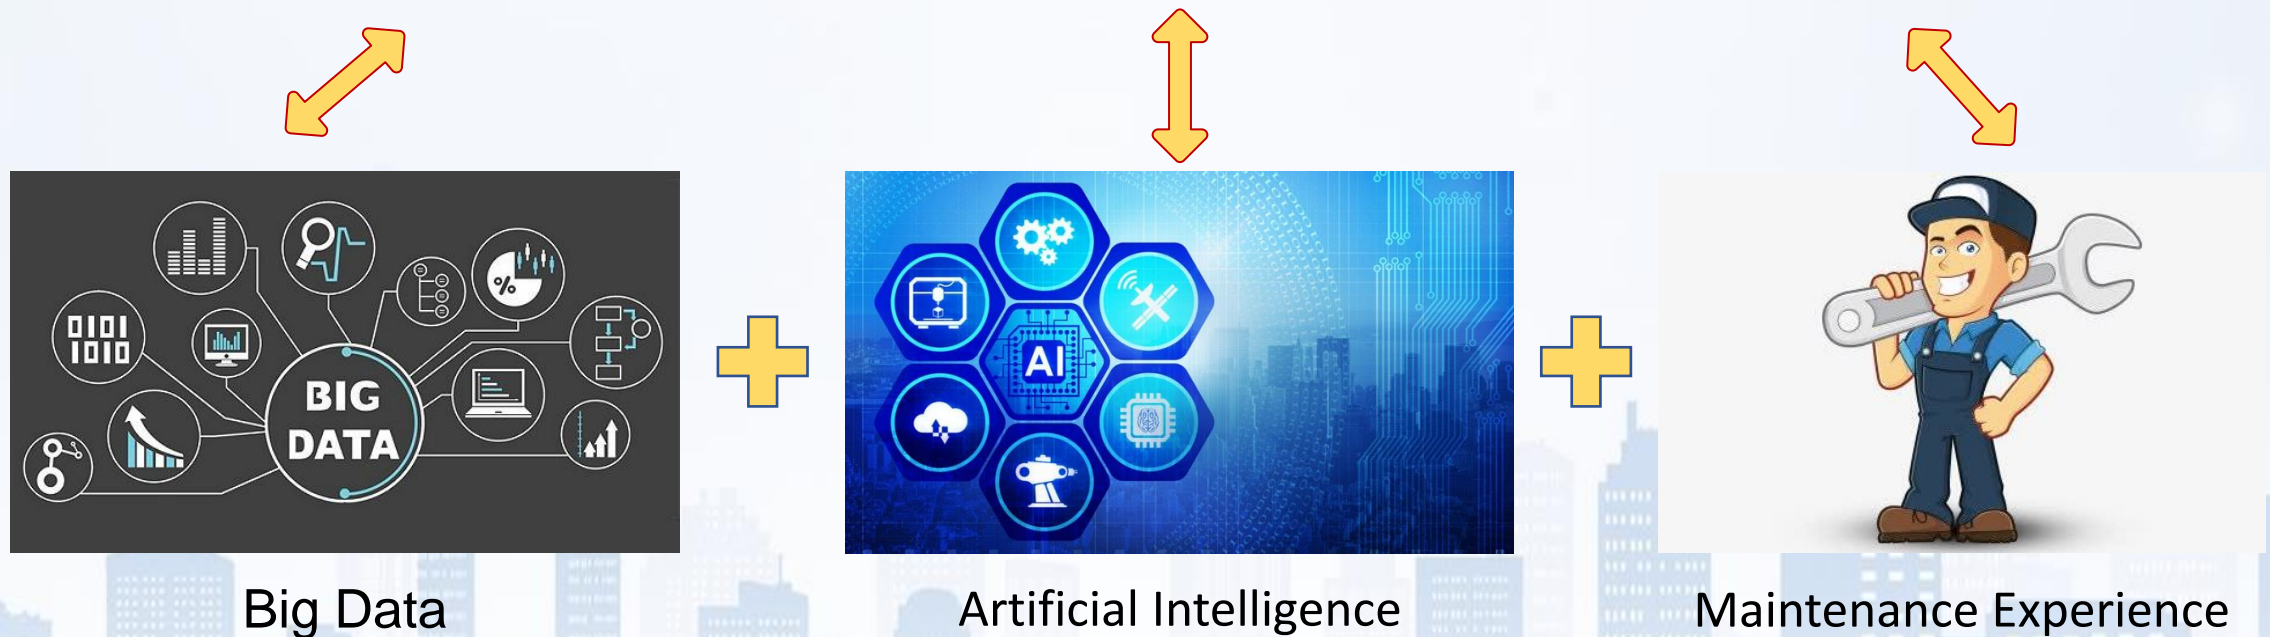 0101
1010
%
BIG
DATA
AI
Big Data
Artificial Intelligence
Maintenance Experience